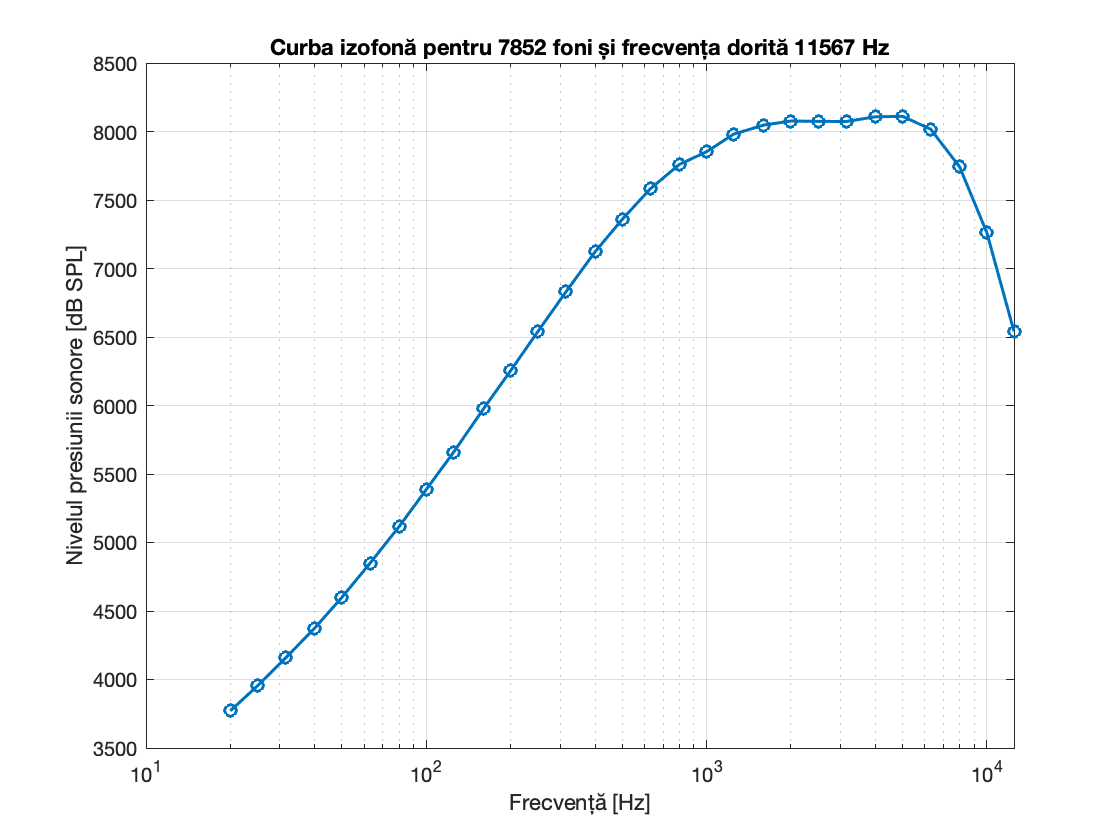 Curba izofonă pentru 7852 foni și frecvența dorită 11567 Hz
8500
8000
7500
7000
6500
6000
5500
5000
4500
4000
3500
Nivelul presiunii sonore [dB SPL]
10¹ 10² 10³ 10⁴
Frecvență [Hz]